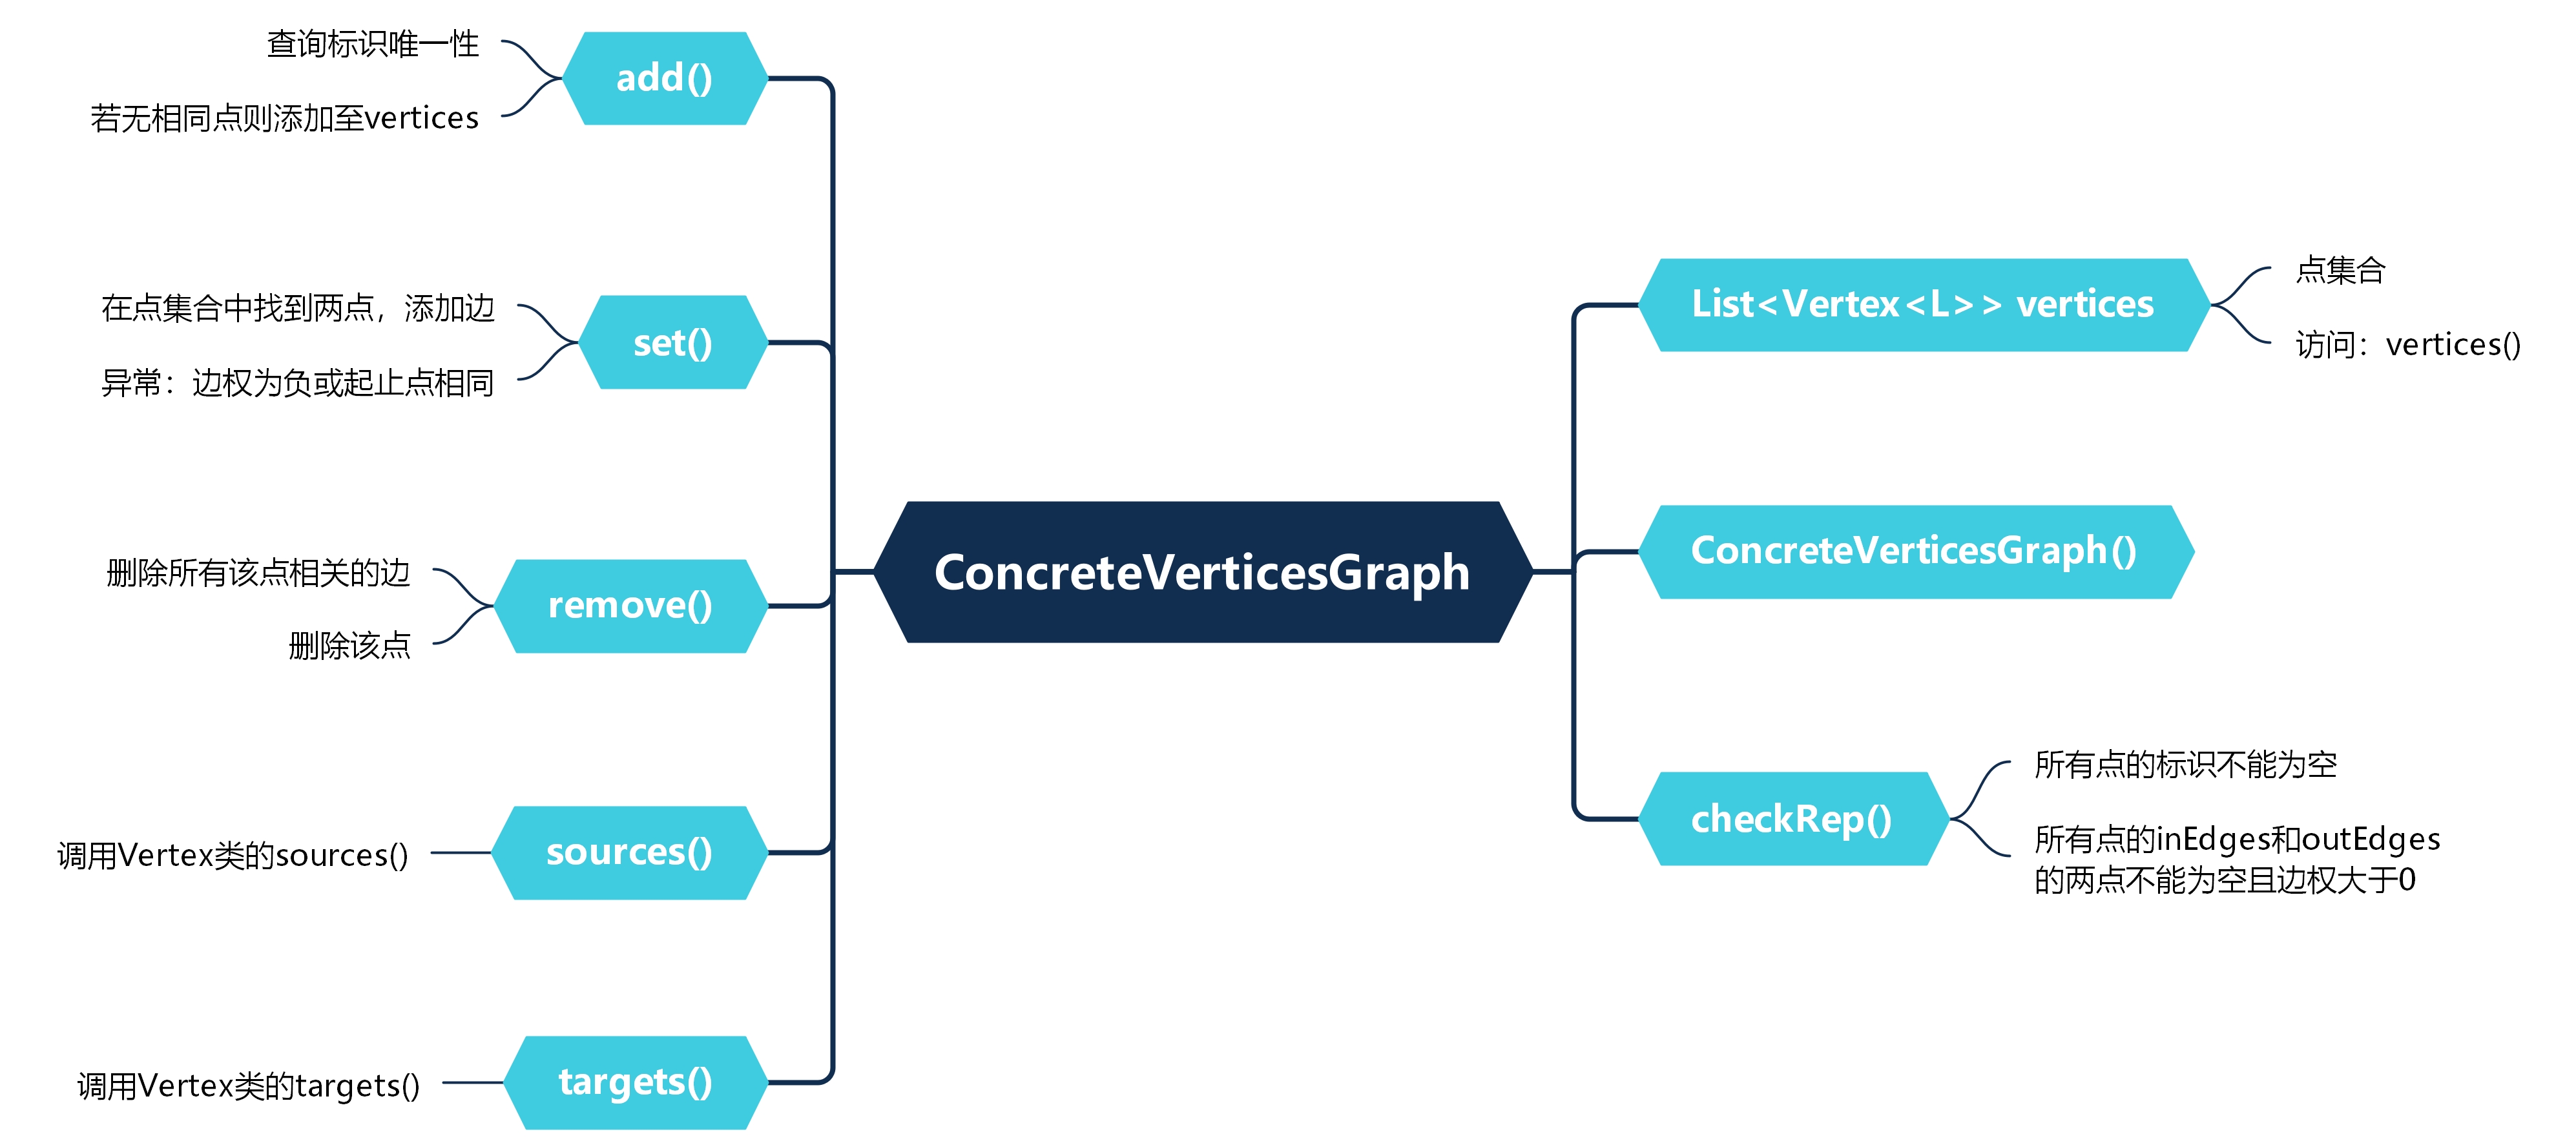 查询标识唯一性
add()
若无相同点则添加至vertices
在点集合中找到两点，添加边
set()
异常：边权为负或起止点相同
删除所有该点相关的边
remove()
删除该点
调用Vertex类的sources()
sources()
调用Vertex类的targets()
targets()
ConcreteVerticesGraph
List<Vertex<L>> vertices
点集合
访问：vertices()
ConcreteVerticesGraph()
checkRep()
所有点的标识不能为空
所有点的inEdges和outEdges
的两点不能为空且边权大于0